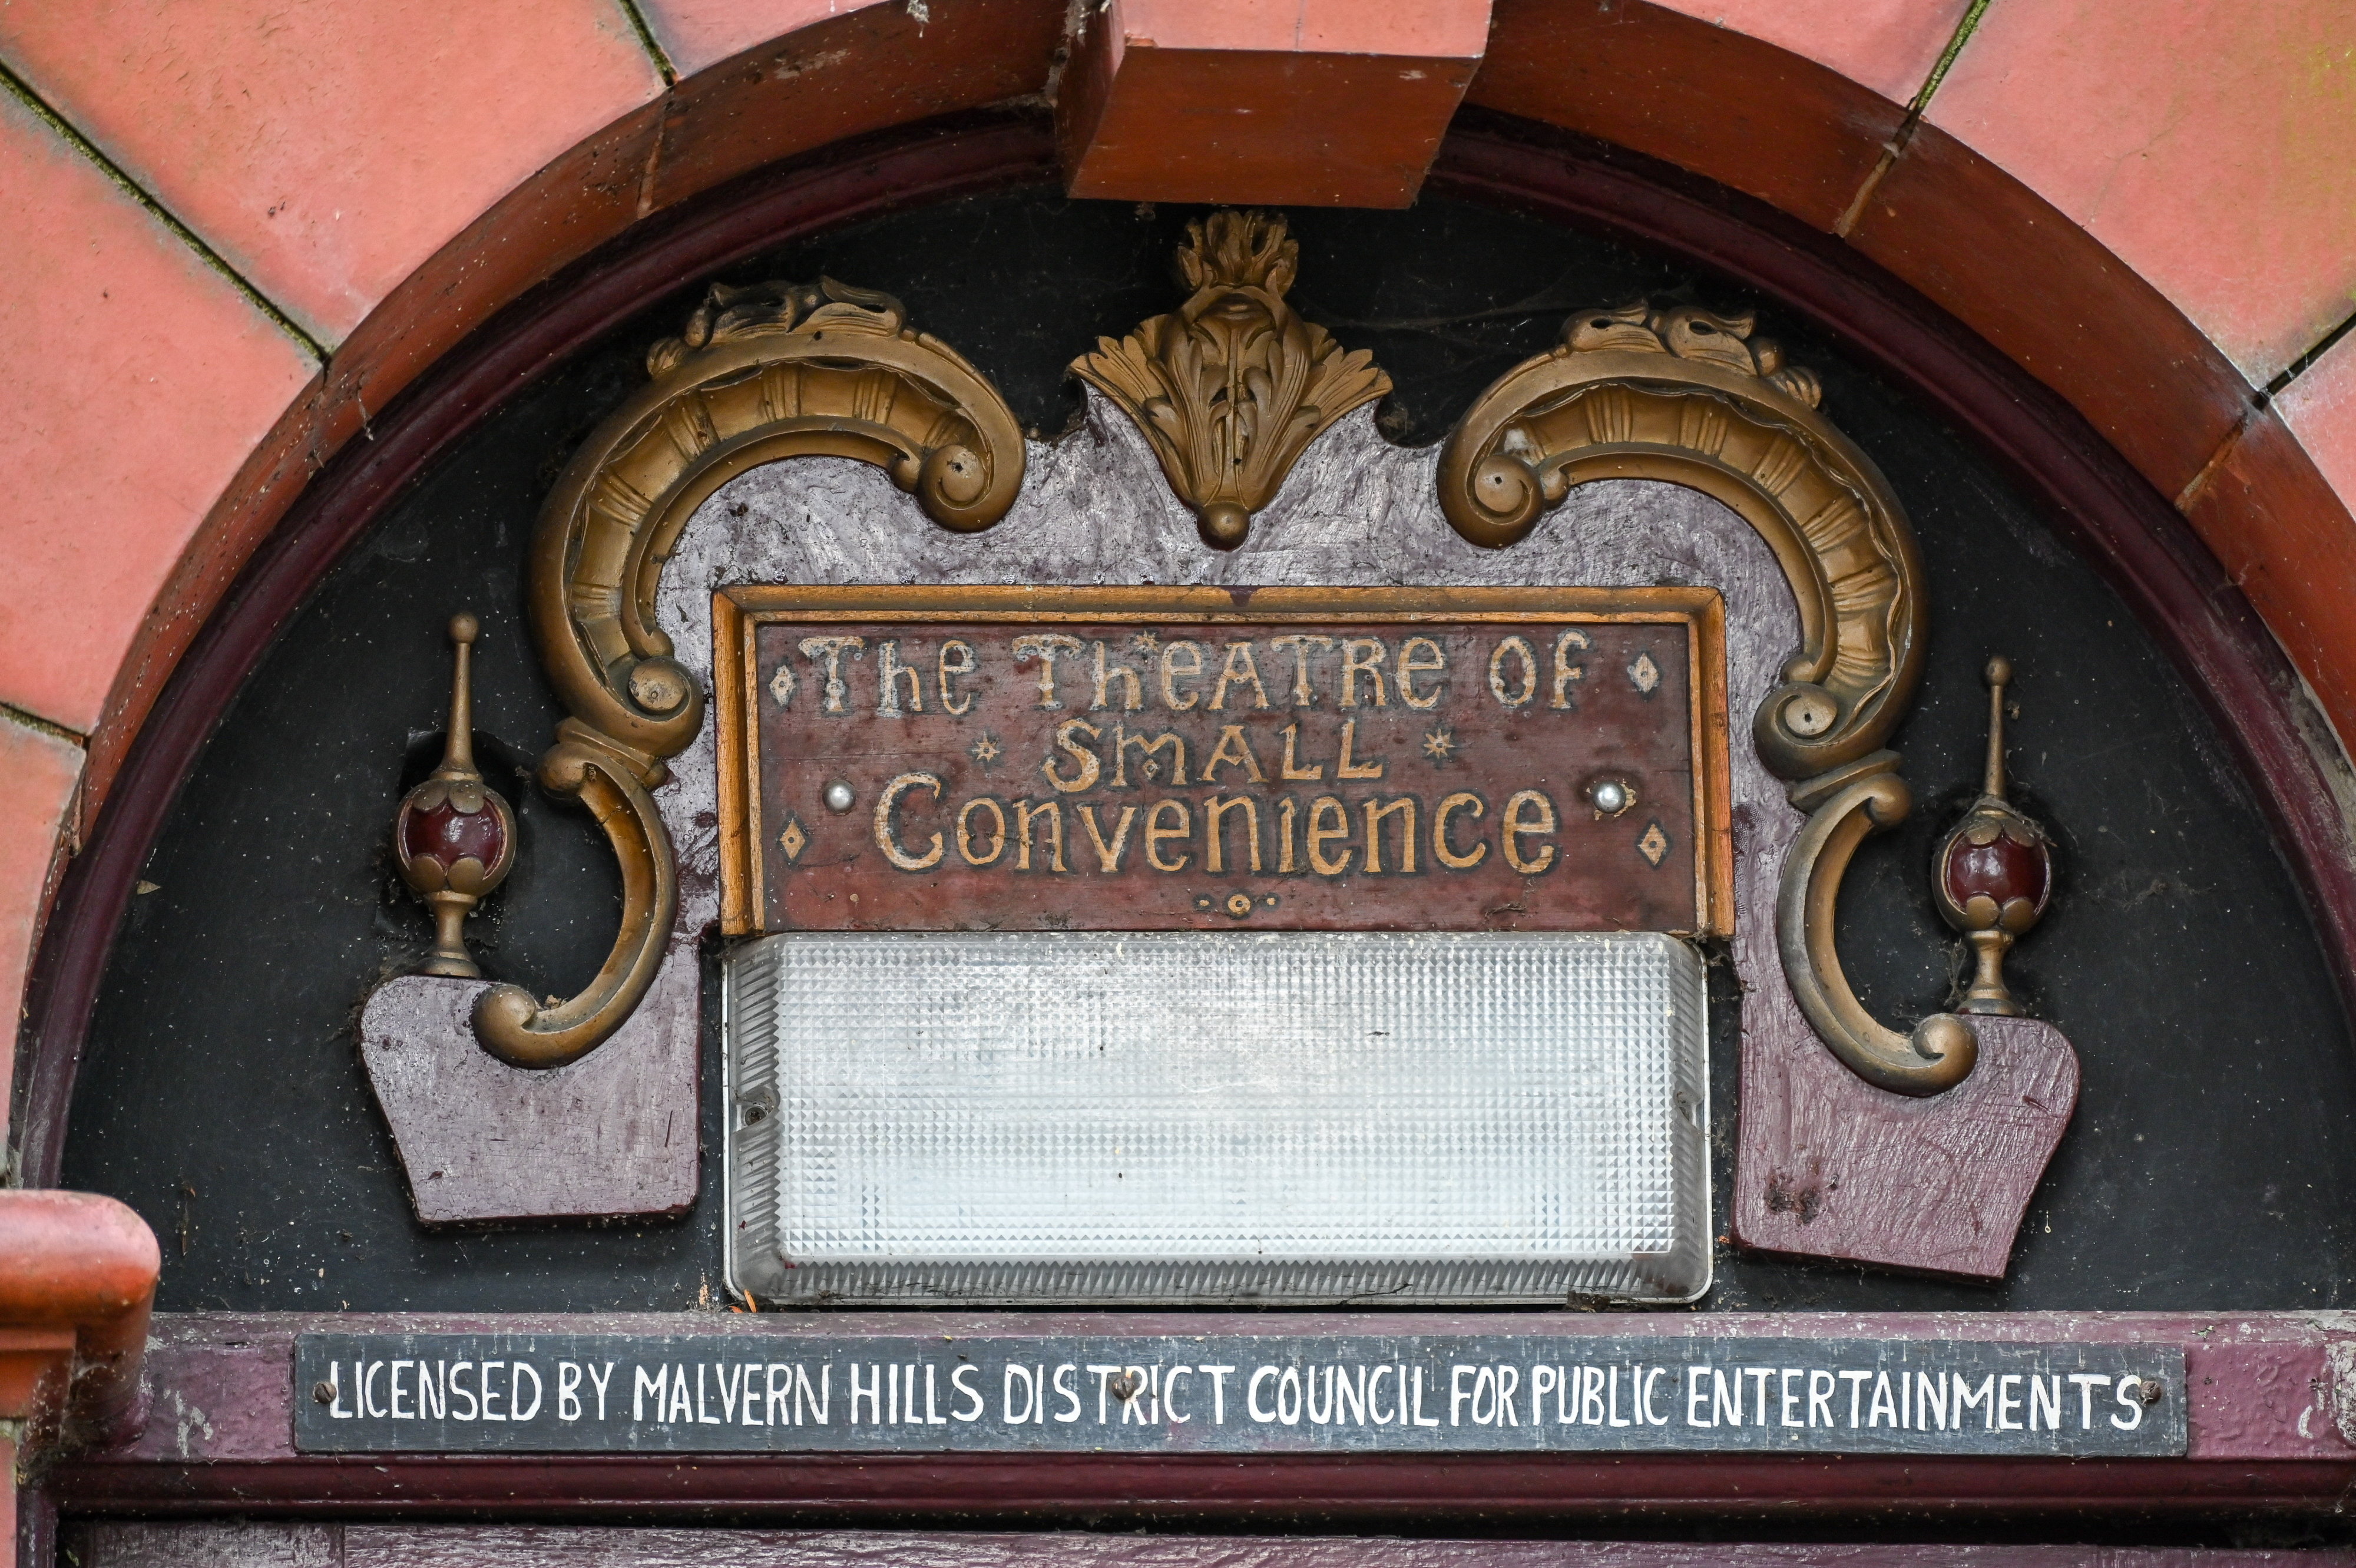 The TheATRe OF
SMALL
Convenience
LICENSED BY MALVERN HILLS DISTRICT COUNCIL FOR PUBLIC ENTERTAINMENTS